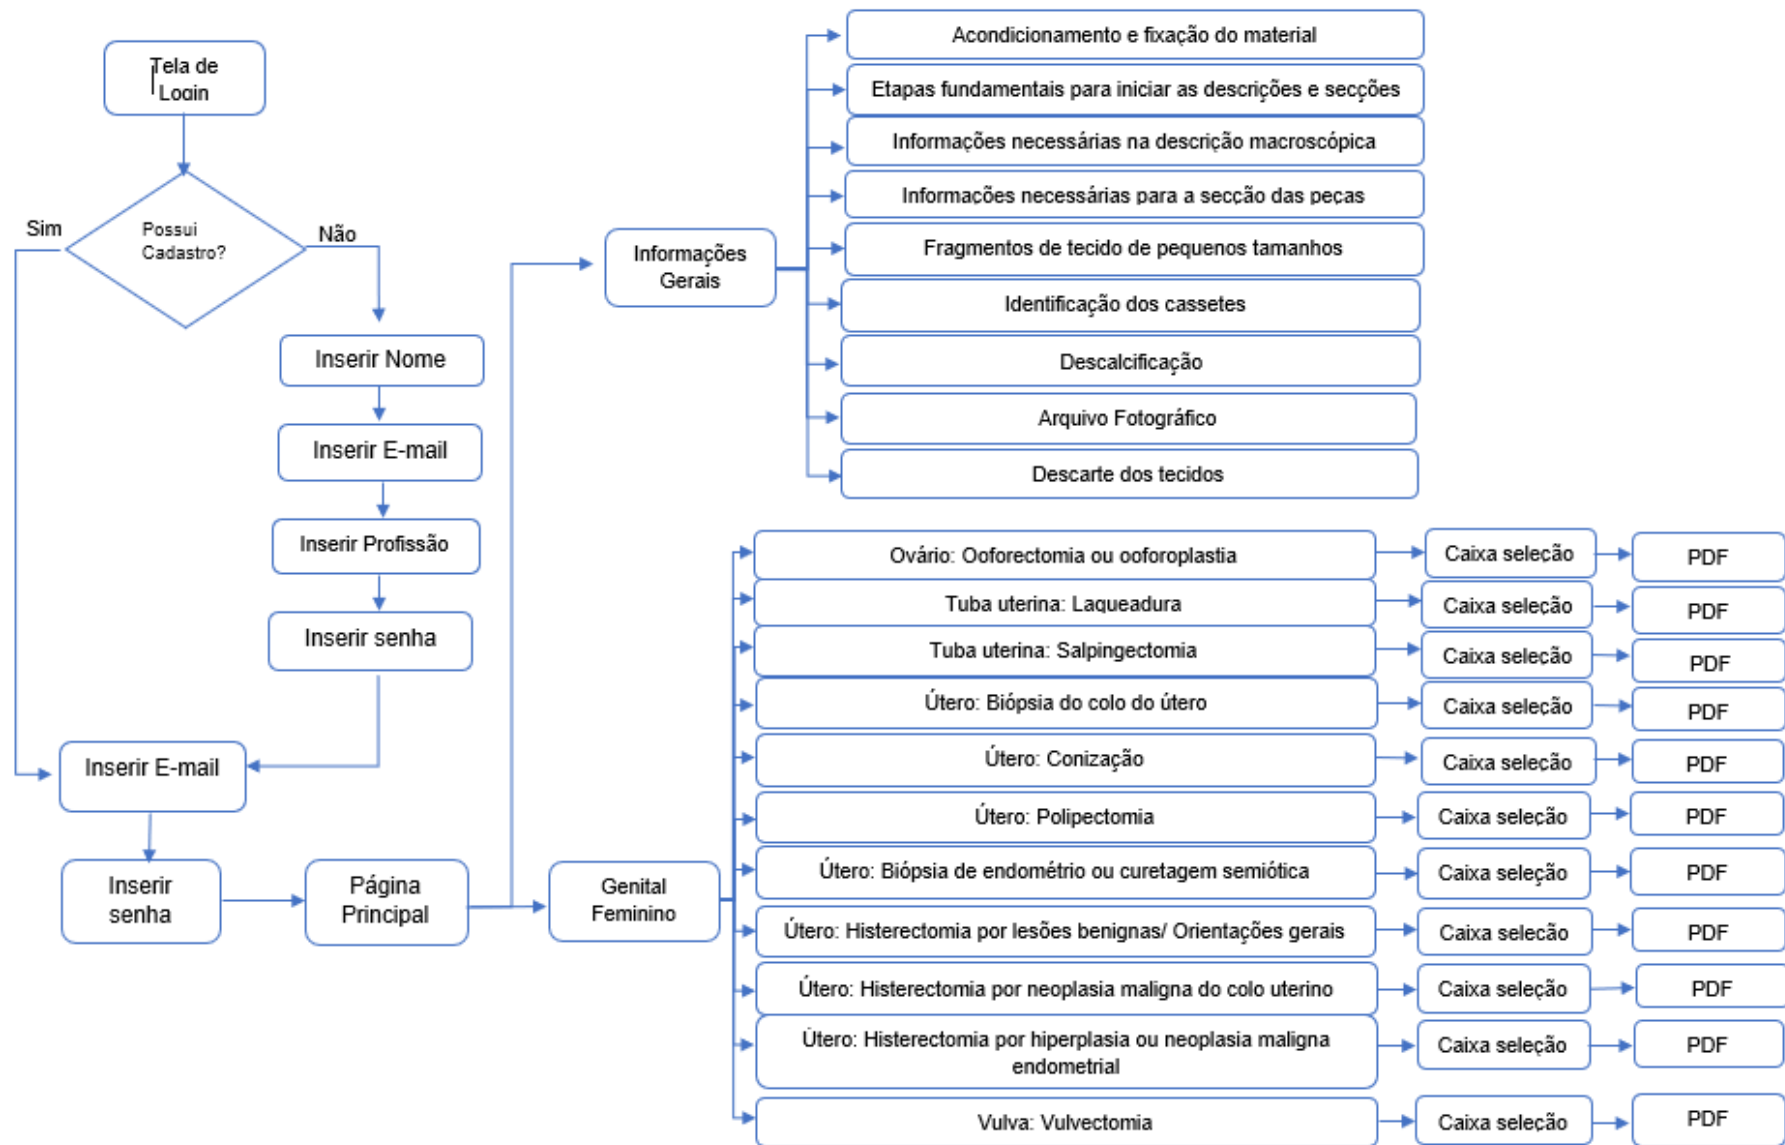 Tela de
Login
Possui
Cadastro?
Sim
Não
Inserir Nome
Inserir E-mail
Inserir Profissão
Inserir senha
Inserir E-mail
Inserir
senha
Página
Principal
Informações
Gerais
Acondicionamento e fixação do material
Etapas fundamentais para iniciar as descrições e secções
Informações necessárias na descrição macroscópica
Informações necessárias para a secção das peças
Fragmentos de tecido de pequenos tamanhos
Identificação dos cassetes
Descalcificação
Arquivo Fotográfico
Descarte dos tecidos
Genital
Feminino
Ovário: Ooforectomia ou ooforoplastia
Caixa seleção
PDF
Tuba uterina: Laqueadura
Caixa seleção
PDF
Tuba uterina: Salpingectomia
Caixa seleção
PDF
Útero: Biópsia do colo do útero
Caixa seleção
PDF
Útero: Conização
Caixa seleção
PDF
Útero: Polipectomia
Caixa seleção
PDF
Útero: Biópsia de endométrio ou curetagem semiótica
Caixa seleção
PDF
Útero: Histerectomia por lesões benignas/ Orientações gerais
Caixa seleção
PDF
Útero: Histerectomia por neoplasia maligna do colo uterino
Caixa seleção
PDF
Útero: Histerectomia por hiperplasia ou neoplasia maligna
endometrial
Caixa seleção
PDF
Vulva: Vulvectomia
Caixa seleção
PDF